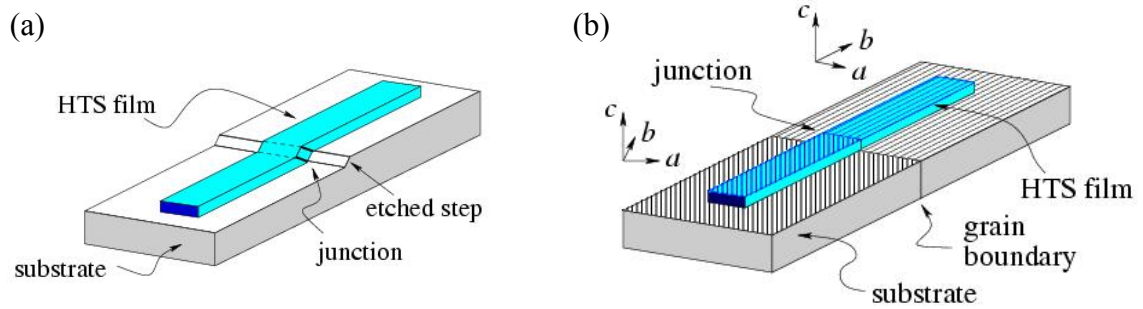 (a)
HTS film
etched step
junction
substrate
(b)
c
b
a
junction
c
b
a
HTS film
grain
boundary
substrate